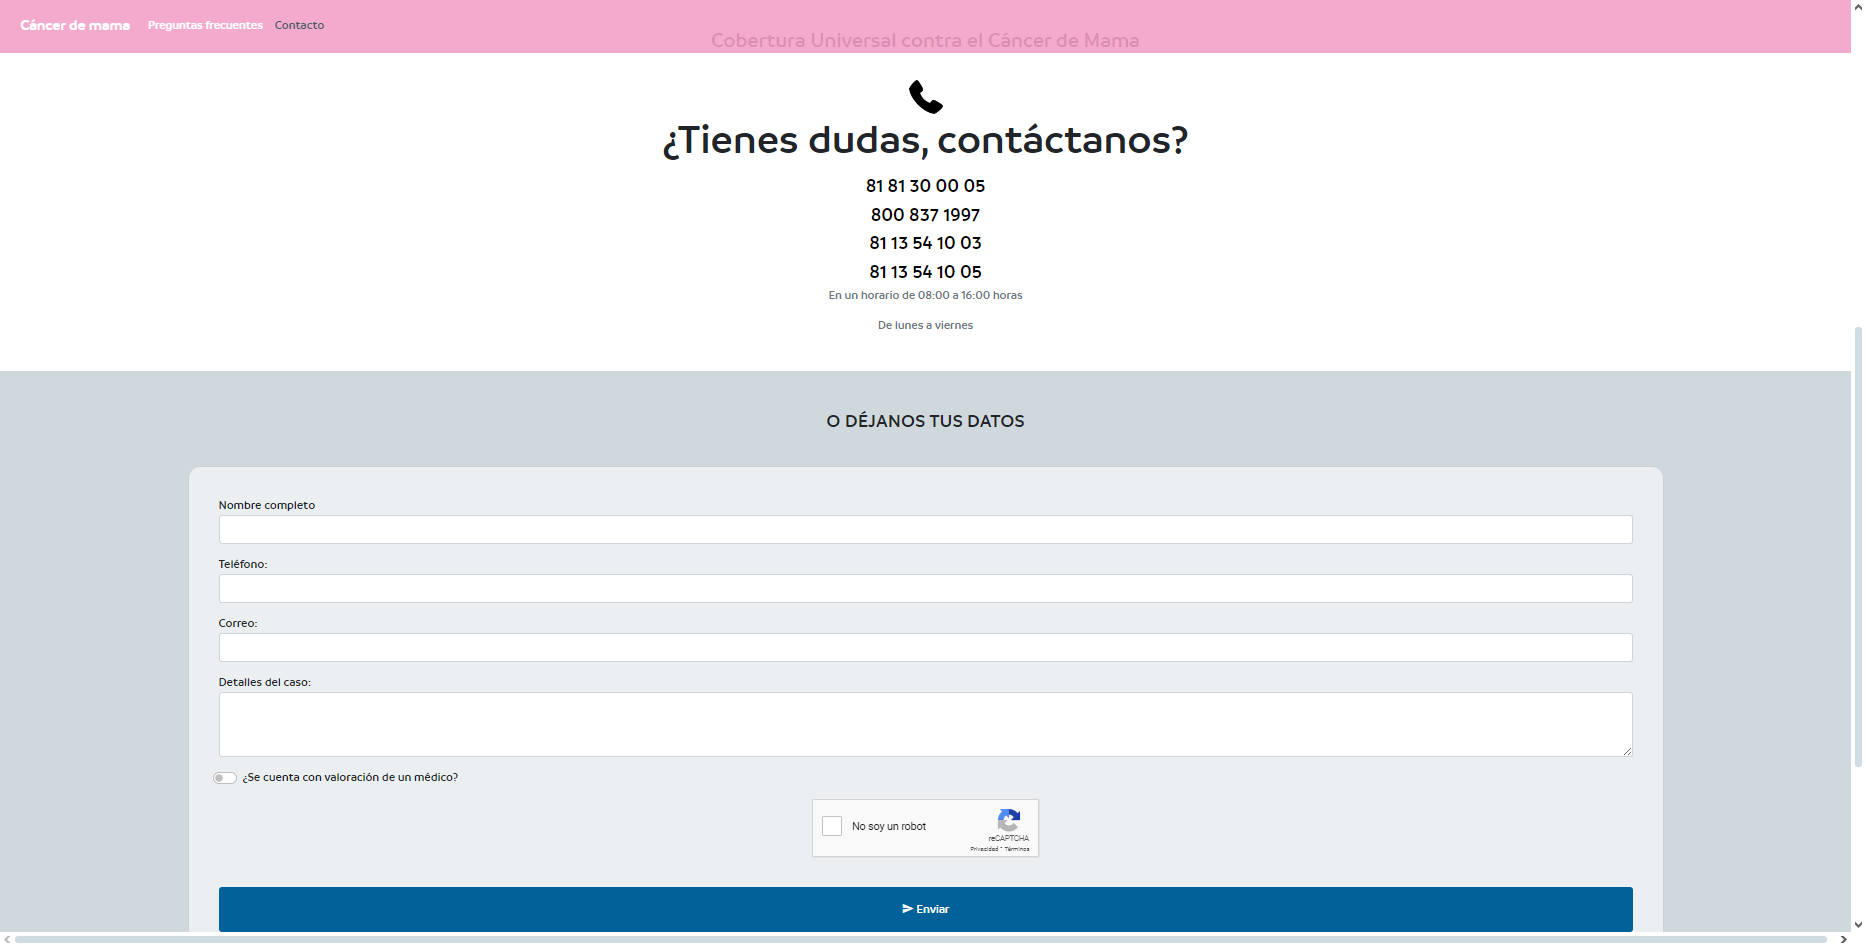 Cáncer de mama Preguntas frecuentes Contacto
Cobertura Universal contra el Cáncer de Mama
¿Tienes dudas, contáctanos?
81 81 30 00 05
800 837 1997
81 13 54 10 03
81 13 54 10 05
En un horario de 08:00 a 16:00 horas
De lunes a viernes
O DÉJANOS TUS DATOS
Nombre completo
Teléfono:
Correo:
Detalles del caso:
¿Se cuenta con valoración de un médico?
No soy un robot
reCAPTCHA
Privacidad - Términos
Enviar